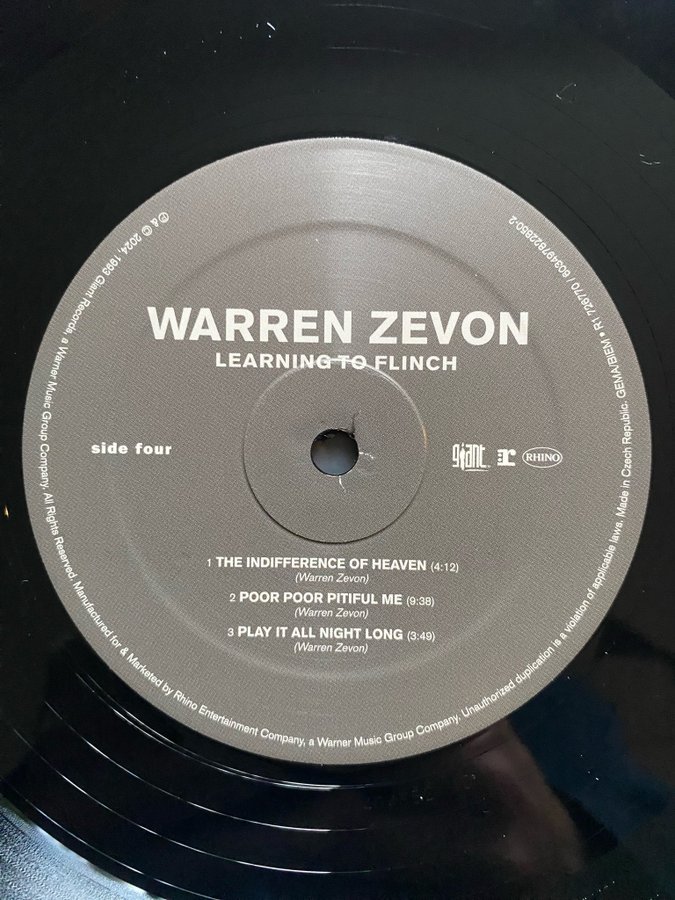 WARREN ZEVON
LEARNING TO FLINCH
side four
giant RHINO
1 THE INDIFFERENCE OF HEAVEN (4:12)
(Warren Zevon)
2 POOR POOR PITIFUL ME (9:38)
(Warren Zevon)
3 PLAY IT ALL NIGHT LONG (3:49)
(Warren Zevon)
℗ & © 2024, 1993 Giant Records, a Warner Music Group Company. All Rights Reserved. Manufactured for & Marketed by Rhino Entertainment Company, a Warner Music Group Company. Unauthorized duplication is a violation of applicable laws. Made in Czech Republic. GEMA/BIEM • R1 726770 / 603497822850-2